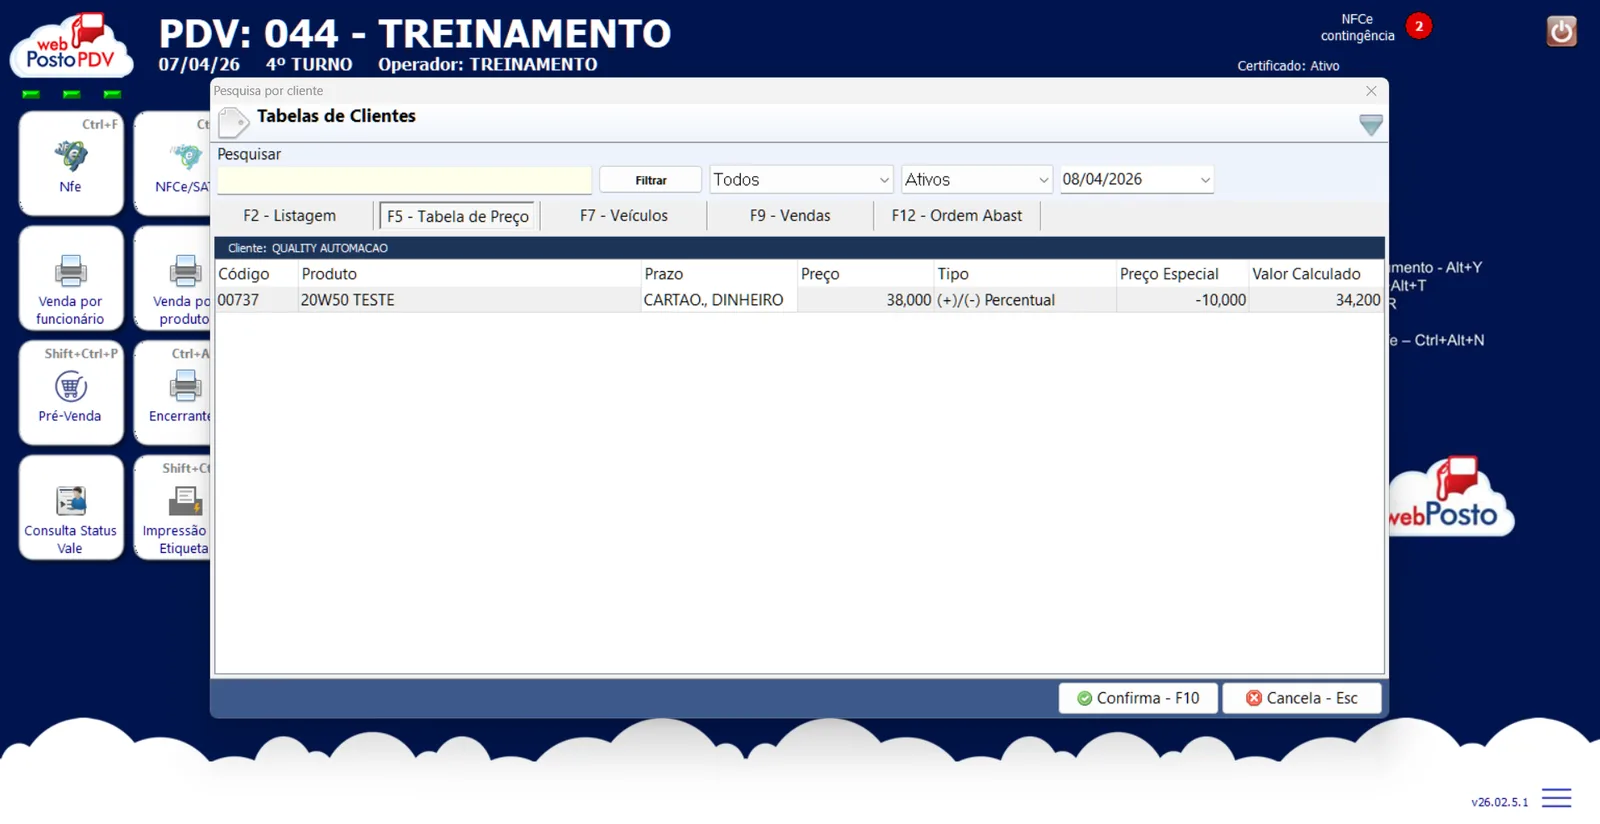 web
PostoPDV
PDV: 044 - TREINAMENTO
07/04/26 4º TURNO Operador: TREINAMENTO
NFCe
contingência
2
Certificado: Ativo
Pesquisa por cliente
Tabelas de Clientes
Pesquisar
Filtrar
Todos
Ativos
08/04/2026
F2 - Listagem
F5 - Tabela de Preço
F7 - Veículos
F9 - Vendas
F12 - Ordem Abast
Cliente: QUALITY AUTOMACAO
Código Produto Prazo Preço Tipo Preço Especial Valor Calculado
00737 20W50 TESTE CARTAO., DINHEIRO 38,000 (+)/(-) Percentual -10,000 34,200
Confirma - F10
Cancela - Esc
Ctrl+F
Nfe
Ct
NFCe/SA
Venda por
funcionário
Venda po
produto
Shift+Ctrl+P
Pré-Venda
Ctrl+A
Encerrante
Consulta Status
Vale
Shift+Ct
Impressão
Etiqueta
mento - Alt+Y
Alt+T
R
e – Ctrl+Alt+N
webPosto
v26.02.5.1